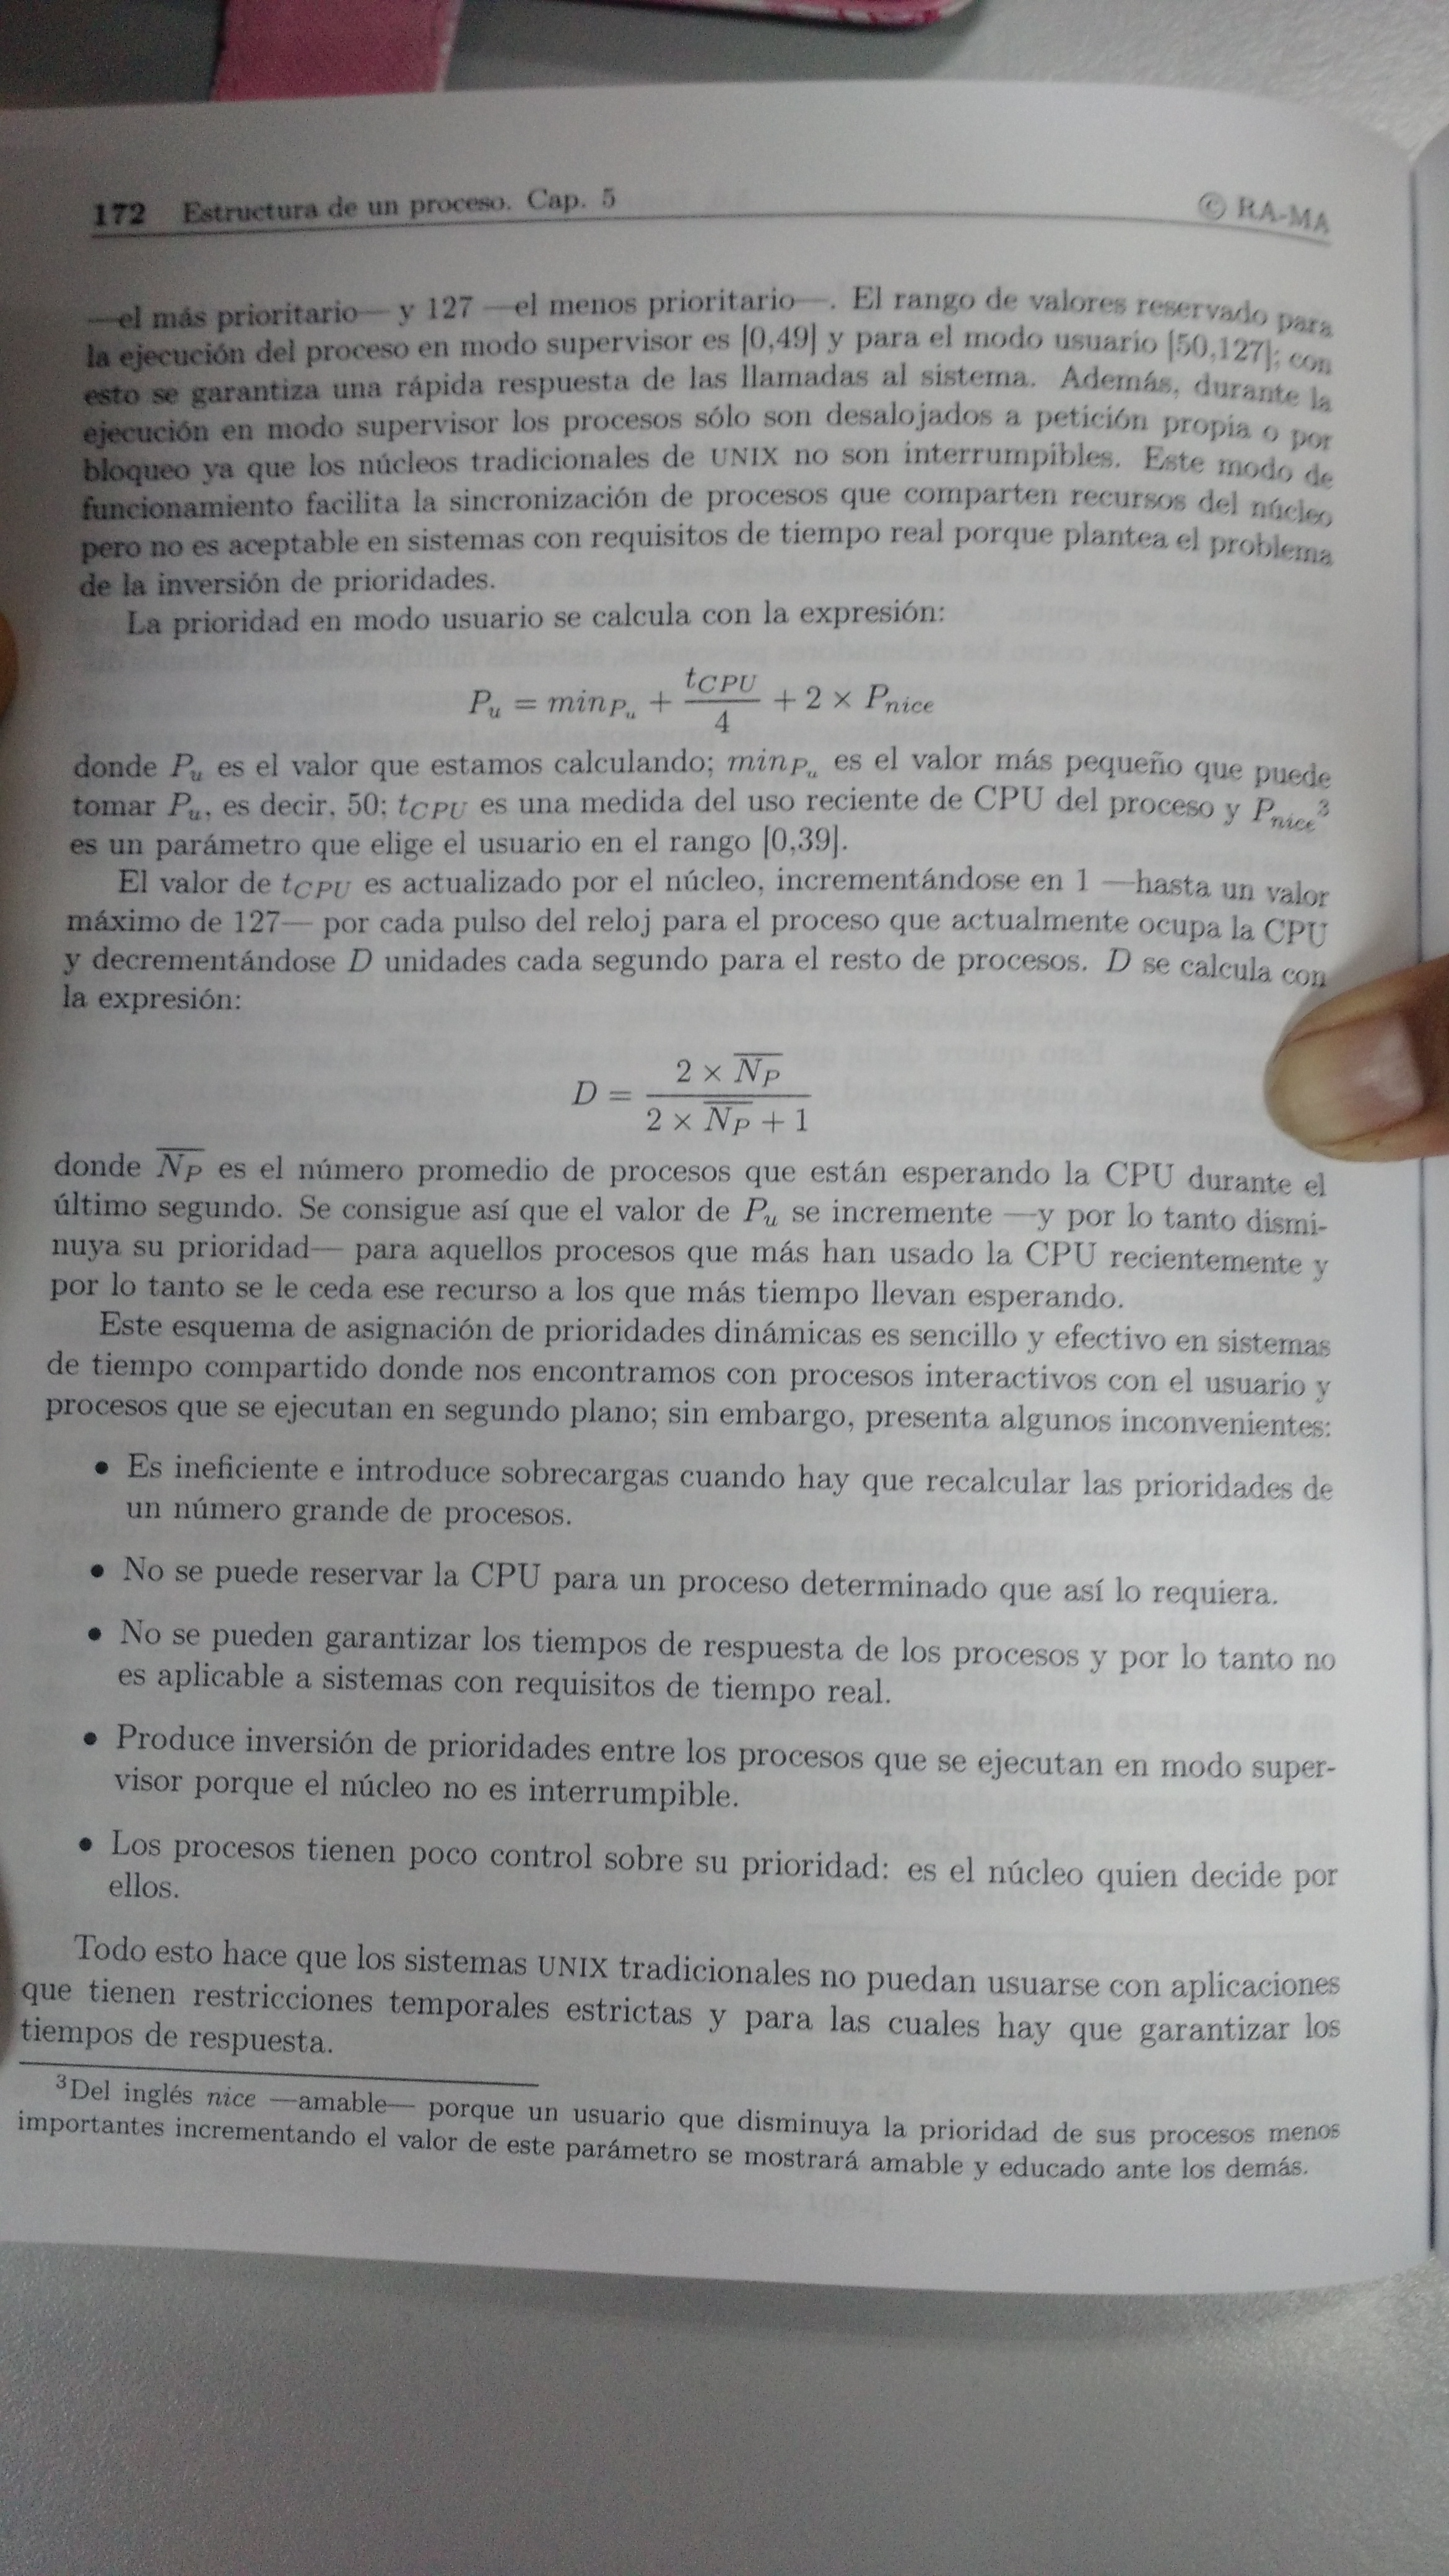 172 Estructura de un proceso. Cap. 5 © RA-MA
—el más prioritario— y 127 —el menos prioritario—. El rango de valores reservado para
la ejecución del proceso en modo supervisor es [0,49] y para el modo usuario [50,127]; con
esto se garantiza una rápida respuesta de las llamadas al sistema. Además, durante la
ejecución en modo supervisor los procesos sólo son desalojados a petición propia o por
bloqueo ya que los núcleos tradicionales de UNIX no son interrumpibles. Este modo de
funcionamiento facilita la sincronización de procesos que comparten recursos del núcleo
pero no es aceptable en sistemas con requisitos de tiempo real porque plantea el problema
de la inversión de prioridades.
La prioridad en modo usuario se calcula con la expresión:
$P_u = min_{P_u} + \frac{t_{CPU}}{4} + 2 \times P_{nice}$
donde $P_u$ es el valor que estamos calculando; $min_{P_u}$ es el valor más pequeño que puede
tomar $P_u$, es decir, 50; $t_{CPU}$ es una medida del uso reciente de CPU del proceso y $P_{nice}$³
es un parámetro que elige el usuario en el rango [0,39].
El valor de $t_{CPU}$ es actualizado por el núcleo, incrementándose en 1 —hasta un valor
máximo de 127— por cada pulso del reloj para el proceso que actualmente ocupa la CPU
y decrementándose D unidades cada segundo para el resto de procesos. D se calcula con
la expresión:
$D = \frac{2 \times \overline{N_P}}{2 \times \overline{N_P} + 1}$
donde $\overline{N_P}$ es el número promedio de procesos que están esperando la CPU durante el
último segundo. Se consigue así que el valor de $P_u$ se incremente —y por lo tanto dismi-
nuya su prioridad— para aquellos procesos que más han usado la CPU recientemente y
por lo tanto se le ceda ese recurso a los que más tiempo llevan esperando.
Este esquema de asignación de prioridades dinámicas es sencillo y efectivo en sistemas
de tiempo compartido donde nos encontramos con procesos interactivos con el usuario y
procesos que se ejecutan en segundo plano; sin embargo, presenta algunos inconvenientes:
• Es ineficiente e introduce sobrecargas cuando hay que recalcular las prioridades de
un número grande de procesos.
• No se puede reservar la CPU para un proceso determinado que así lo requiera.
• No se pueden garantizar los tiempos de respuesta de los procesos y por lo tanto no
es aplicable a sistemas con requisitos de tiempo real.
• Produce inversión de prioridades entre los procesos que se ejecutan en modo super-
visor porque el núcleo no es interrumpible.
• Los procesos tienen poco control sobre su prioridad: es el núcleo quien decide por
ellos.
Todo esto hace que los sistemas UNIX tradicionales no puedan usuarse con aplicaciones
que tienen restricciones temporales estrictas y para las cuales hay que garantizar los
tiempos de respuesta.
³Del inglés nice —amable— porque un usuario que disminuya la prioridad de sus procesos menos
importantes incrementando el valor de este parámetro se mostrará amable y educado ante los demás.